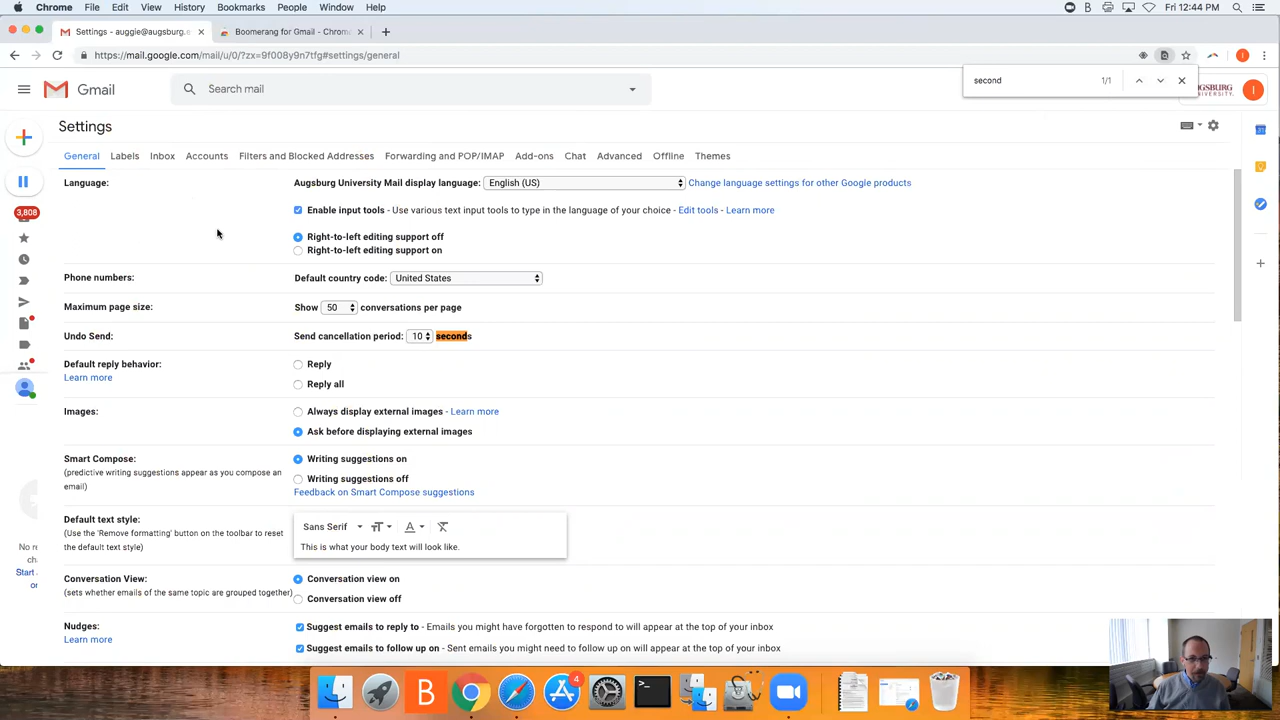 Chrome File Edit View History Bookmarks People Window Help Fri 12:44 PM
Settings - auggie@augsburg.e Boomerang for Gmail - Chrom
https://mail.google.com/mail/u/0/?zx=9f008y9n7tfg#settings/general
second 1/1
Gmail Search mail
Settings
General Labels Inbox Accounts Filters and Blocked Addresses Forwarding and POP/IMAP Add-ons Chat Advanced Offline Themes
Language: Augsburg University Mail display language: English (US) Change language settings for other Google products
Enable input tools - Use various text input tools to type in the language of your choice - Edit tools - Learn more
3,808
Right-to-left editing support off
Right-to-left editing support on
Phone numbers: Default country code: United States
Maximum page size: Show 50 conversations per page
Undo Send: Send cancellation period: 10 seconds
Default reply behavior: Reply
Learn more
Reply all
Images: Always display external images - Learn more
Ask before displaying external images
Smart Compose: Writing suggestions on
(predictive writing suggestions appear as you compose an
email)
Writing suggestions off
Feedback on Smart Compose suggestions
Default text style: Sans Serif
(Use the 'Remove formatting' button on the toolbar to reset
the default text style)
This is what your body text will look like.
No re
ch
Start
or
Conversation View: Conversation view on
(sets whether emails of the same topic are grouped together)
Conversation view off
Nudges: Suggest emails to reply to - Emails you might have forgotten to respond to will appear at the top of your inbox
Learn more
Suggest emails to follow up on - Sent emails you might need to follow up on will appear at the top of your inbox
B
4